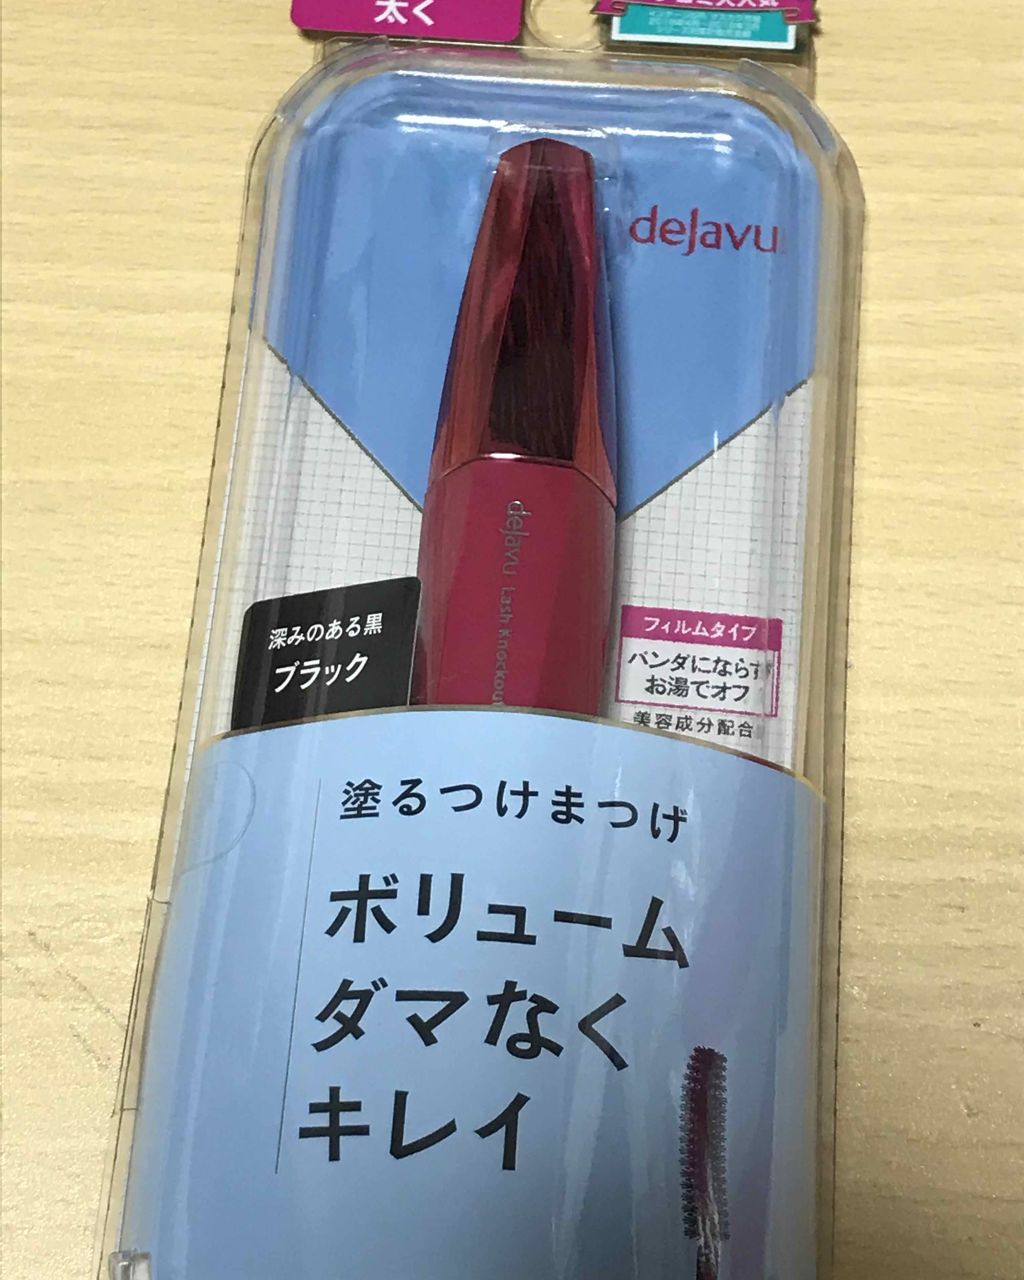 太く
dejavu
dejavu Lash Knockout
深みのある黒
ブラック
フィルムタイプ
パンダにならず
お湯でオフ
美容成分配合
塗るつけまつげ
ボリューム
ダマなく
キレイ